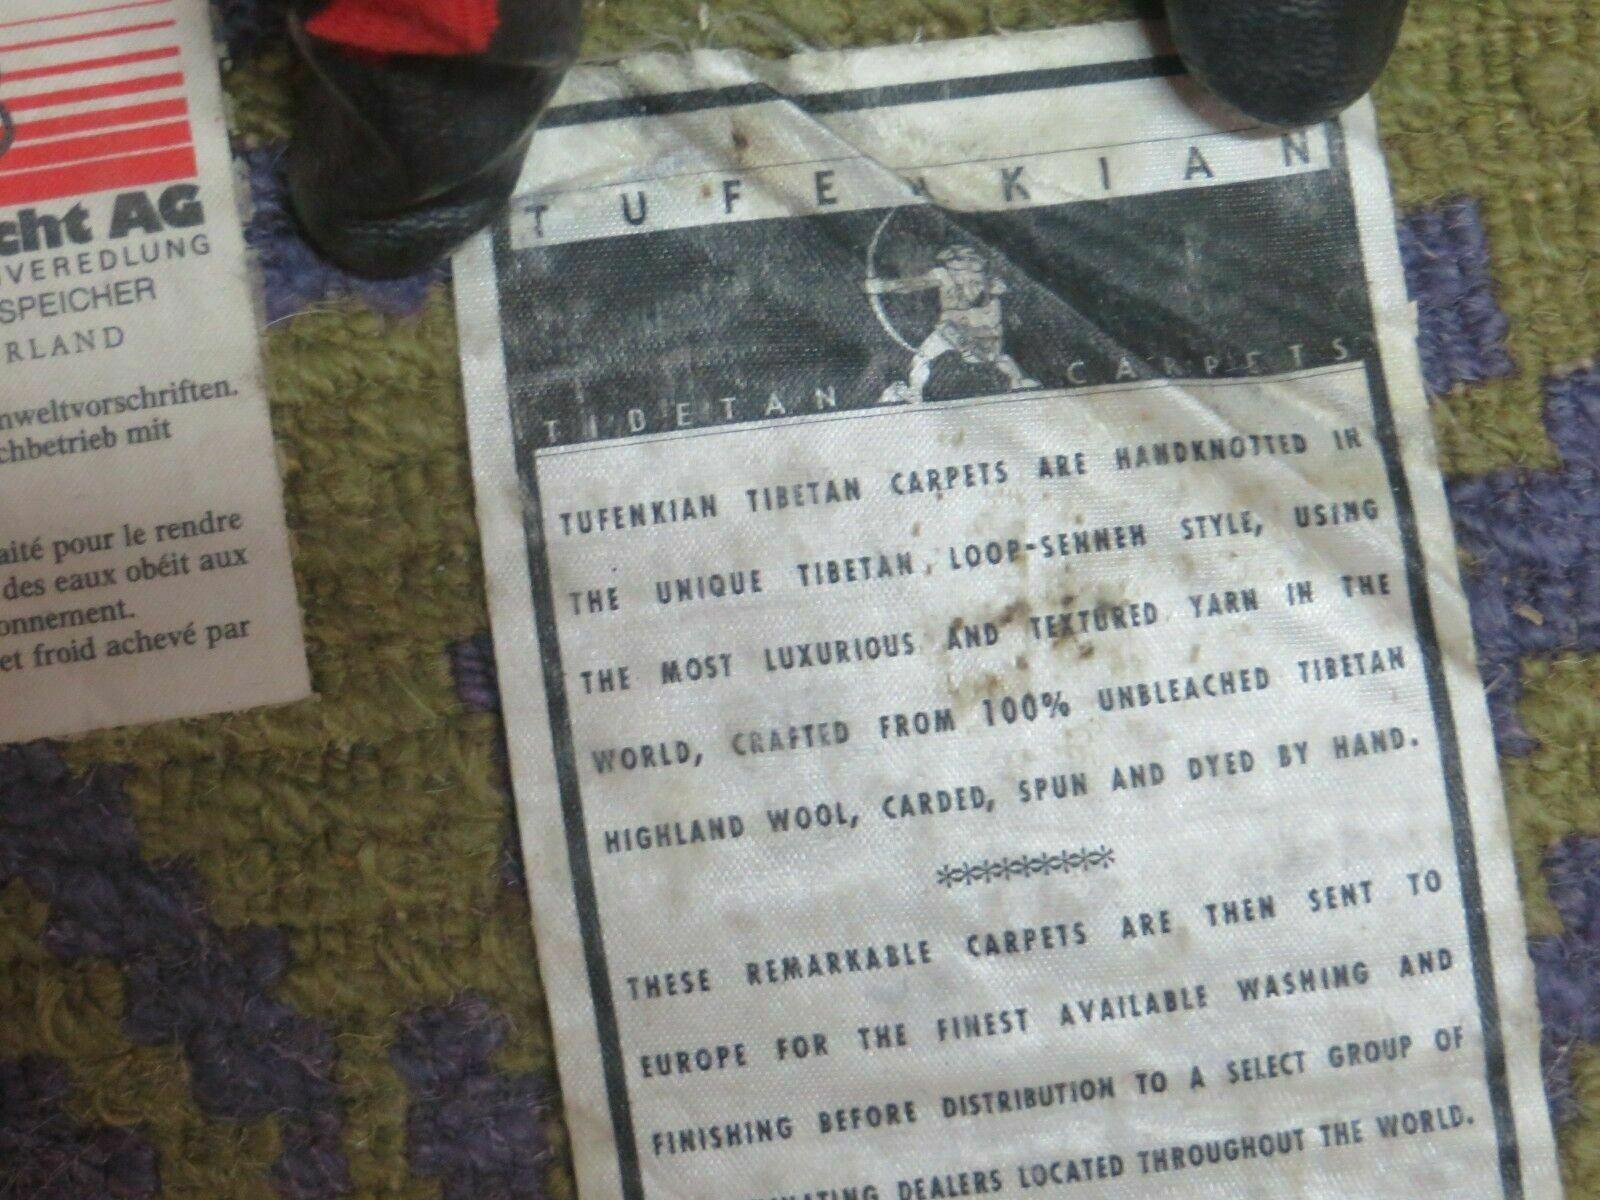 cht AG
VEREDLUNG
SPEICHER
RLAND
nweltvorschriften.
chbetrieb mit
aité pour le rendre
des eaux obéit aux
onnement.
et froid achevé par
TUFENKIAN
TIBETAN CARPETS
TUFENKIAN TIBETAN CARPETS ARE HANDKNOTTED IN
THE UNIQUE TIBETAN LOOP-SENNEH STYLE, USING
THE MOST LUXURIOUS AND TEXTURED YARN IN THE
WORLD, CRAFTED FROM 100% UNBLEACHED TIBETAN
HIGHLAND WOOL, CARDED, SPUN AND DYED BY HAND.
*********
THESE REMARKABLE CARPETS ARE THEN SENT TO
EUROPE FOR THE FINEST AVAILABLE WASHING AND
FINISHING BEFORE DISTRIBUTION TO A SELECT GROUP OF
DEALERS LOCATED THROUGHOUT THE WORLD.